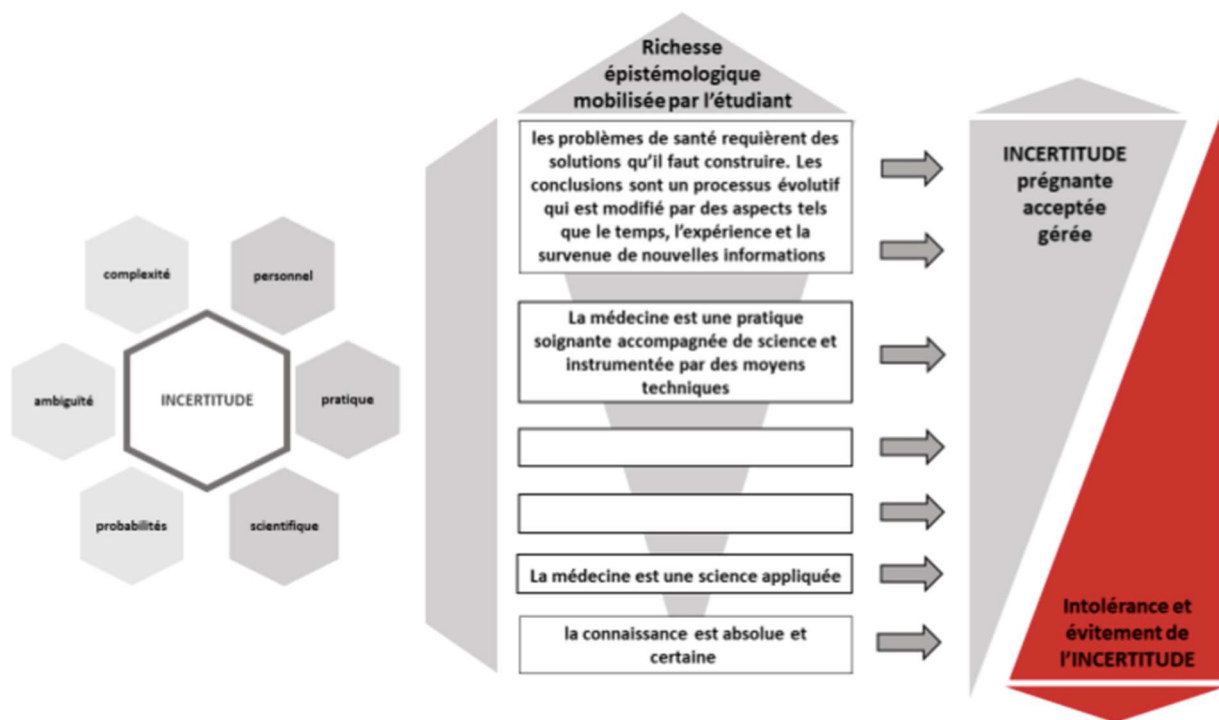 complexité
personnel
ambiguïté
INCERTITUDE
pratique
probabilités
scientifique
Richesse
épistémologique
mobilisée par l'étudiant
les problèmes de santé requièrent des
solutions qu'il faut construire. Les
conclusions sont un processus évolutif
qui est modifié par des aspects tels
que le temps, l'expérience et la
survenue de nouvelles informations
La médecine est une pratique
soignante accompagnée de science et
instrumentée par des moyens
techniques
La médecine est une science appliquée
la connaissance est absolue et
certaine
INCERTITUDE
prégnante
acceptée
gérée
Intolérance et
évitement de
l'INCERTITUDE